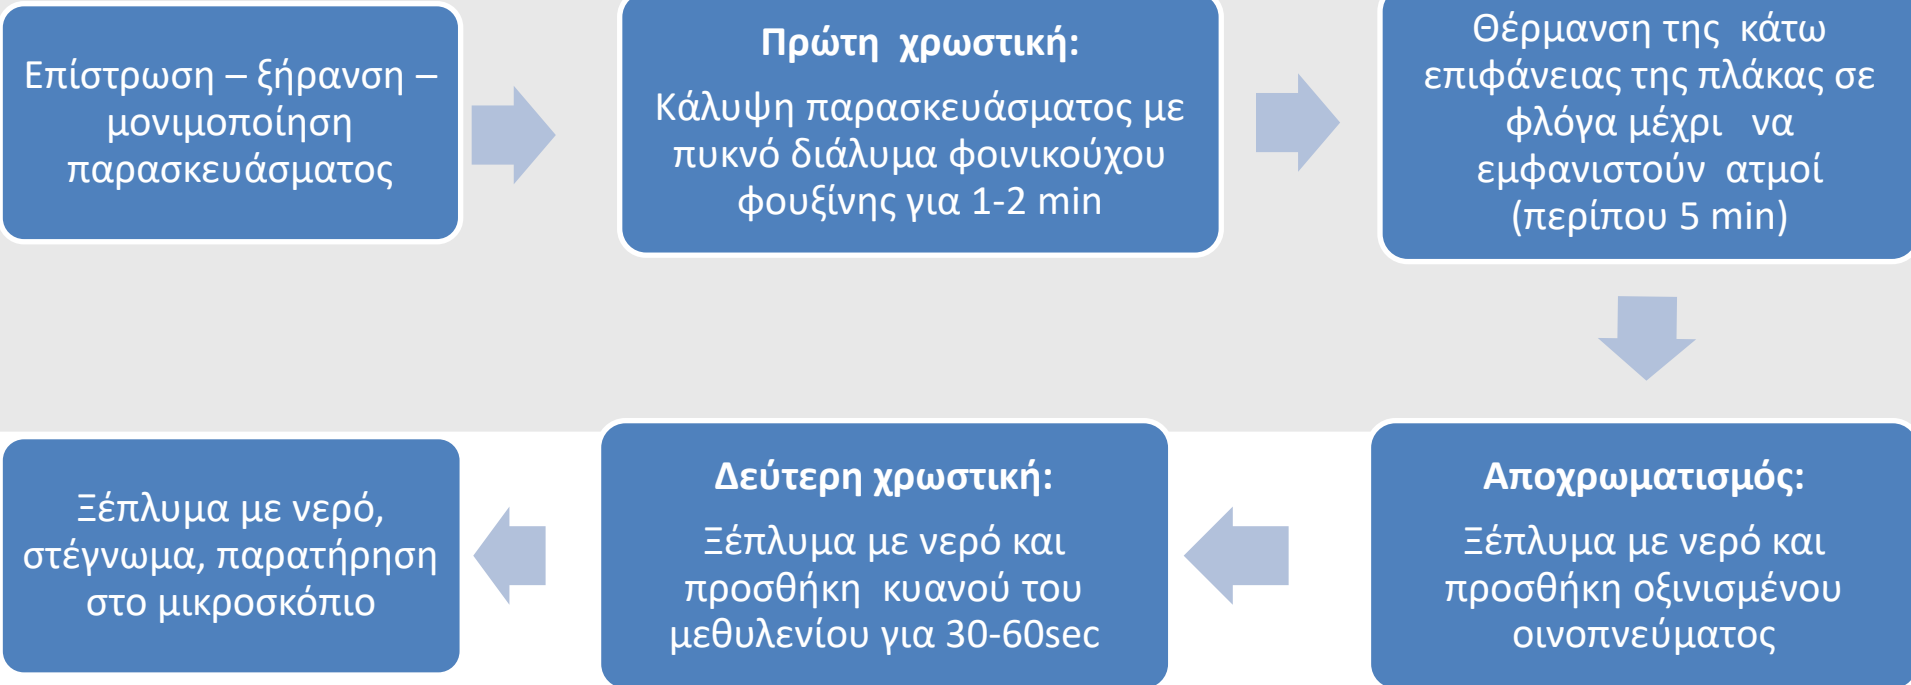 Επίστρωση – ξήρανση –
μονιμοποίηση
παρασκευάσματος
Πρώτη χρωστική:
Κάλυψη παρασκευάσματος με
πυκνό διάλυμα φοινικούχου
φουξίνης για 1-2 min
Θέρμανση της κάτω
επιφάνειας της πλάκας σε
φλόγα μέχρι να
εμφανιστούν ατμοί
(περίπου 5 min)
Αποχρωματισμός:
Ξέπλυμα με νερό και
προσθήκη οξινισμένου
οινοπνεύματος
Δεύτερη χρωστική:
Ξέπλυμα με νερό και
προσθήκη κυανού του
μεθυλενίου για 30-60sec
Ξέπλυμα με νερό,
στέγνωμα, παρατήρηση
στο μικροσκόπιο